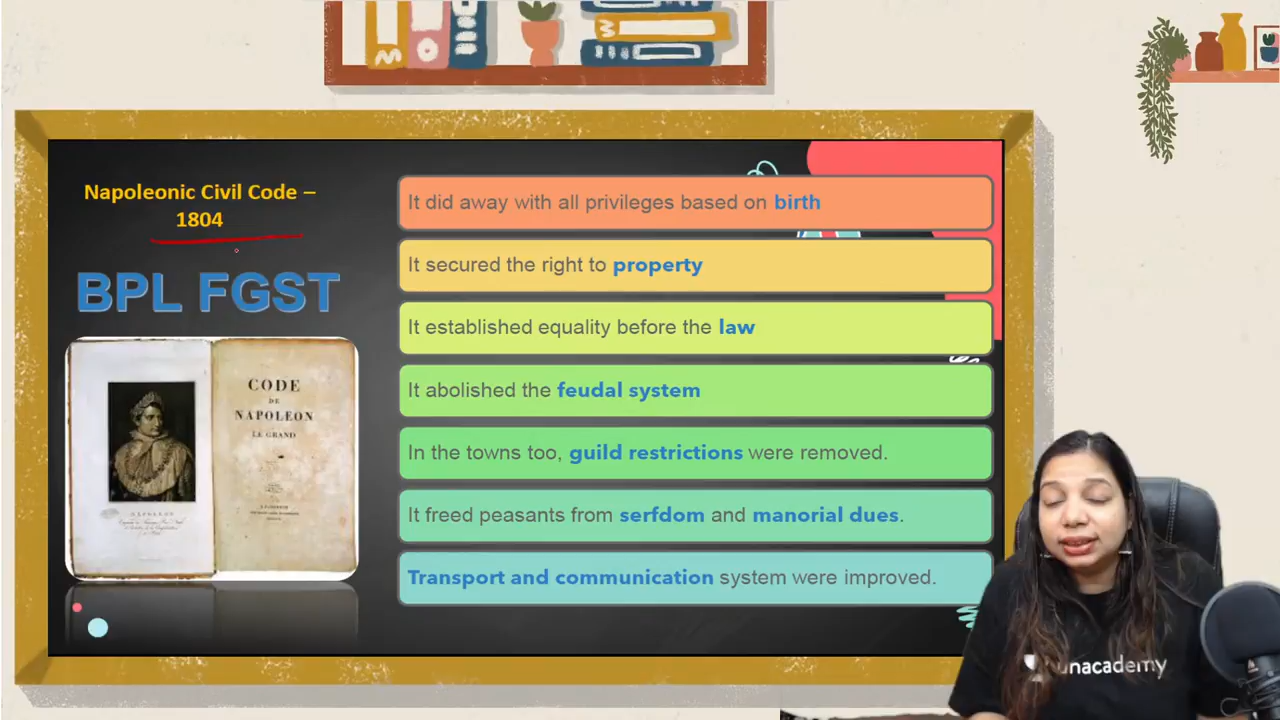 Napoleonic Civil Code –
1804
BPL FGST
CODE
DE
NAPOLEON
LE GRAND
It did away with all privileges based on birth
It secured the right to property
It established equality before the law
It abolished the feudal system
In the towns too, guild restrictions were removed.
It freed peasants from serfdom and manorial dues.
Transport and communication system were improved.
unacademy